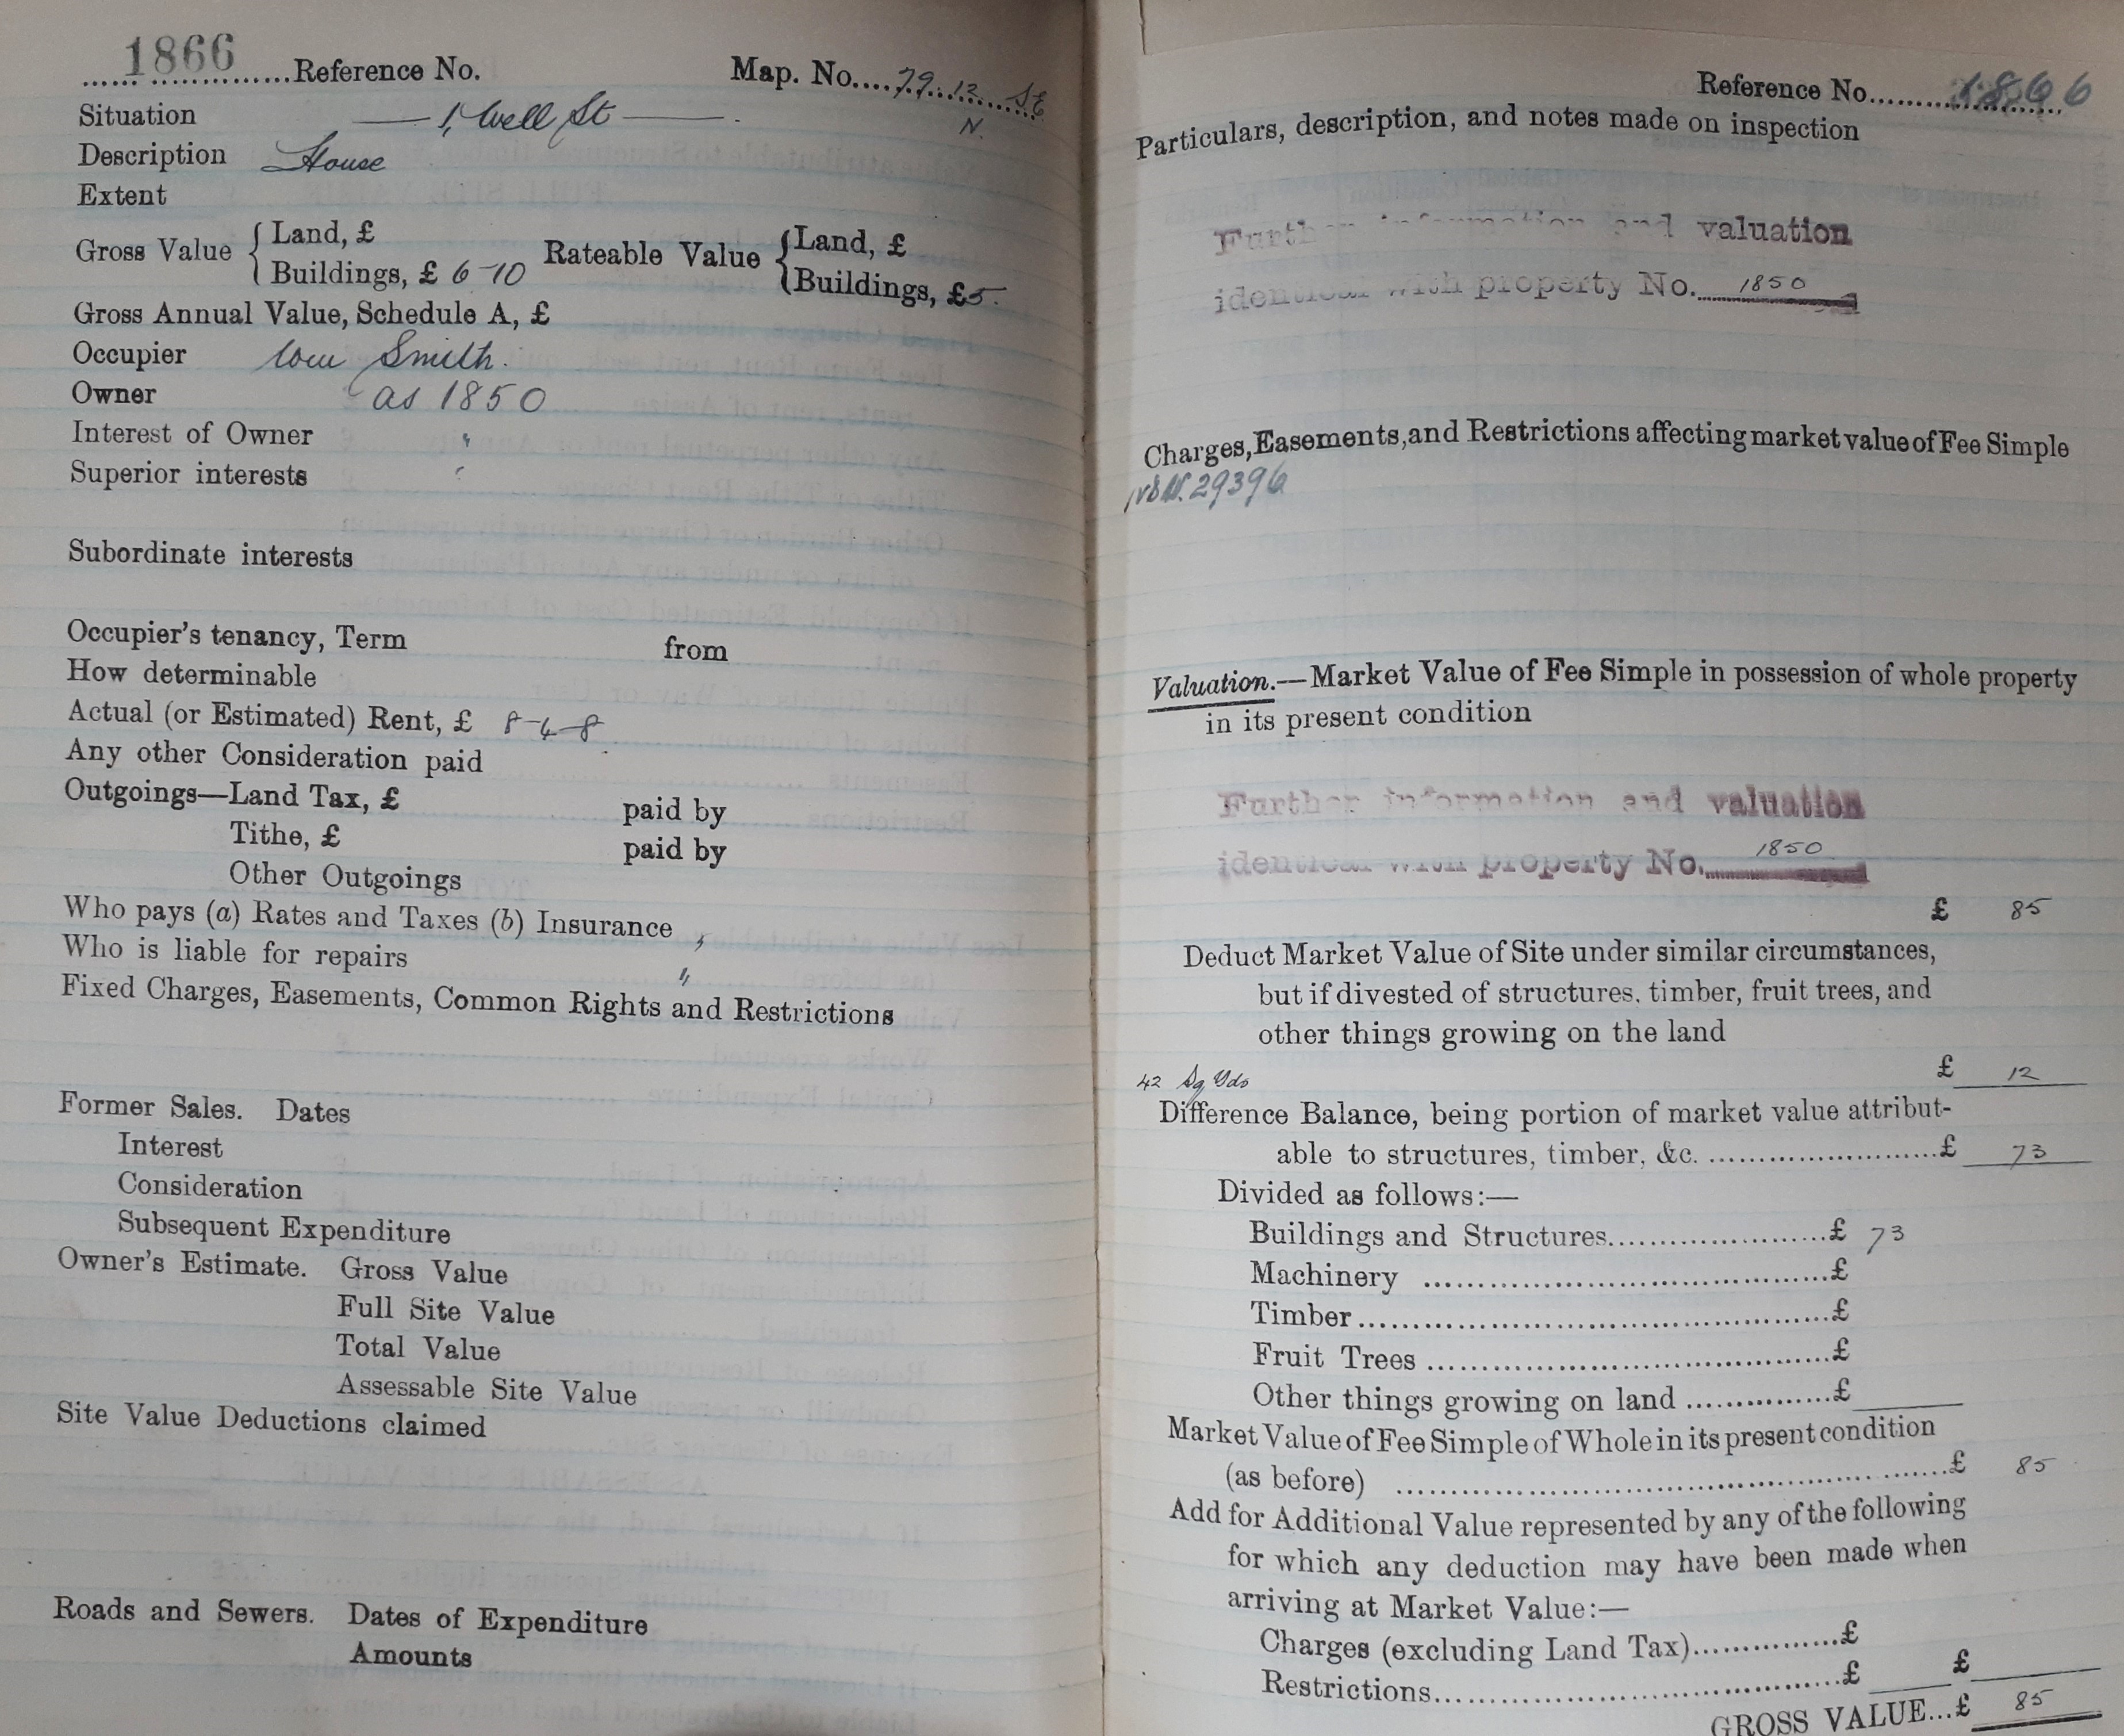 1866 Reference No. Map. No. 79. 12 SE
N.
Situation — 1, Well St — .
Description House
Extent
Gross Value { Land, £ Rateable Value { Land, £
Buildings, £ 6-10 Buildings, £5.
Gross Annual Value, Schedule A, £
Occupier Wm Smith.
Owner as 1850
Interest of Owner "
Superior interests "
Subordinate interests
Occupier's tenancy, Term from
How determinable
Actual (or Estimated) Rent, £ 8-4-8
Any other Consideration paid
Outgoings—Land Tax, £ paid by
Tithe, £ paid by
Other Outgoings
Who pays (a) Rates and Taxes (b) Insurance "
Who is liable for repairs "
Fixed Charges, Easements, Common Rights and Restrictions
Former Sales. Dates
Interest
Consideration
Subsequent Expenditure
Owner's Estimate. Gross Value
Full Site Value
Total Value
Assessable Site Value
Site Value Deductions claimed
Roads and Sewers. Dates of Expenditure
Amounts
Reference No. 1866
Particulars, description, and notes made on inspection
Further information and valuation
identical with property No. 1850
Charges, Easements, and Restrictions affecting market value of Fee Simple
29396
Valuation.—Market Value of Fee Simple in possession of whole property
in its present condition
Further information and valuation
identical with property No. 1850
£ 85
Deduct Market Value of Site under similar circumstances,
but if divested of structures, timber, fruit trees, and
other things growing on the land
42 Sq Yds £ 12
Difference Balance, being portion of market value attribut-
able to structures, timber, &c. £ 73
Divided as follows:—
Buildings and Structures £ 73
Machinery £
Timber £
Fruit Trees £
Other things growing on land £
Market Value of Fee Simple of Whole in its present condition
(as before) £ 85
Add for Additional Value represented by any of the following
for which any deduction may have been made when
arriving at Market Value:—
Charges (excluding Land Tax) £
Restrictions £ £
GROSS VALUE...£ 85